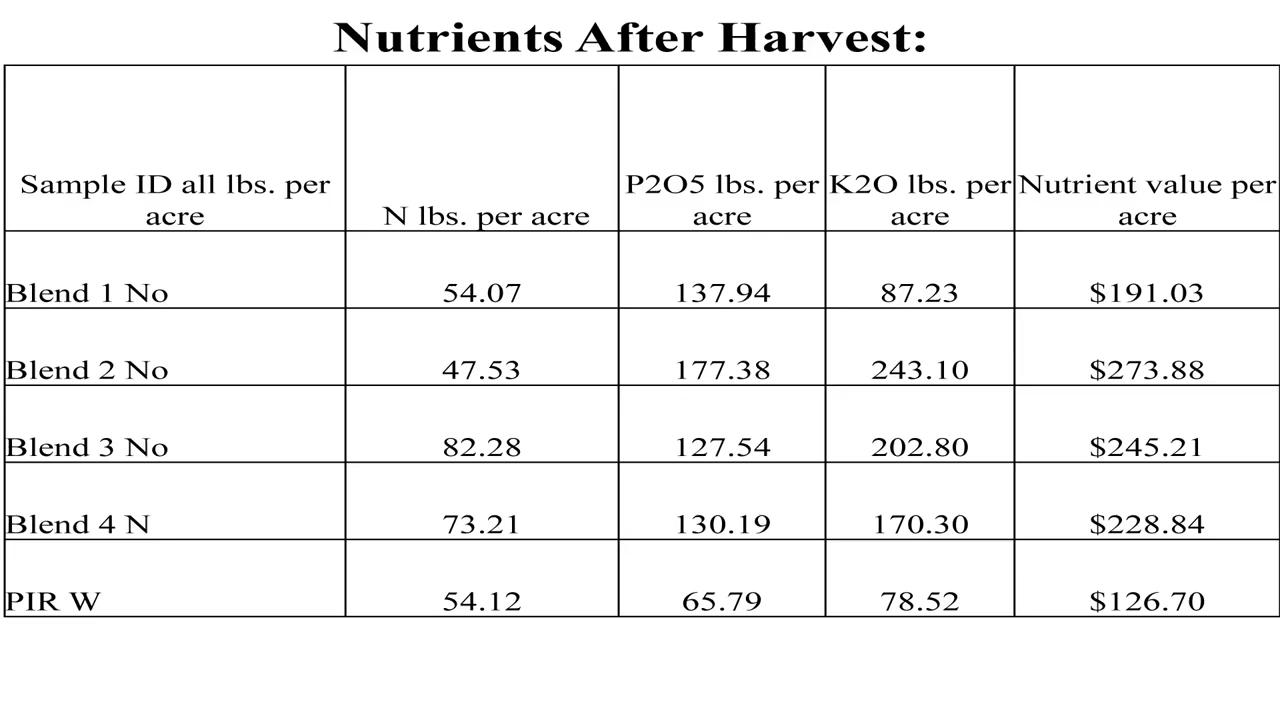 Nutrients After Harvest:
Sample ID all lbs. per
acre
N lbs. per acre
P2O5 lbs. per
acre
K2O lbs. per
acre
Nutrient value per
acre
Blend 1 No 54.07 137.94 87.23 $191.03
Blend 2 No 47.53 177.38 243.10 $273.88
Blend 3 No 82.28 127.54 202.80 $245.21
Blend 4 N 73.21 130.19 170.30 $228.84
PIR W 54.12 65.79 78.52 $126.70